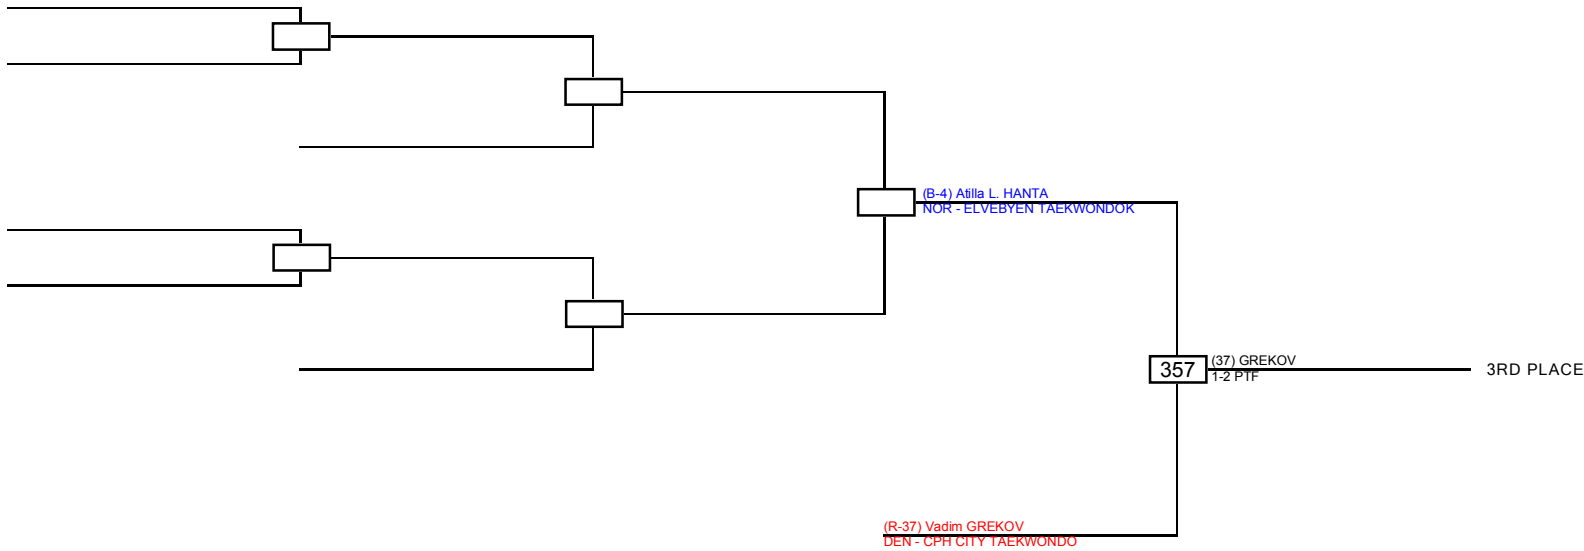 (B-4) Atilla L. HANTA
NOR - ELVEBYEN TAEKWONDOK
357
(37) GREKOV
1-2 PTF
3RD PLACE
(R-37) Vadim GREKOV
DEN - CPH CITY TAEKWONDO